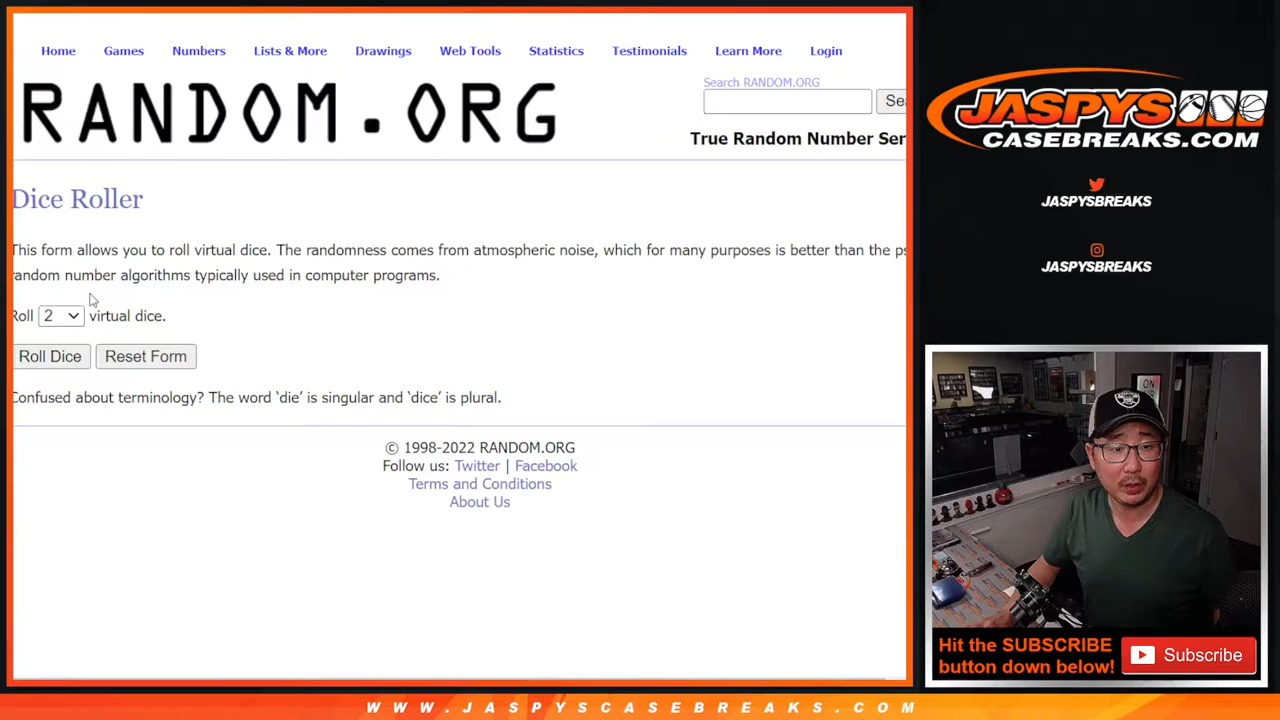 Home Games Numbers Lists & More Drawings Web Tools Statistics Testimonials Learn More Login
RANDOM.ORG
Search RANDOM.ORG
Sea
True Random Number Ser
Dice Roller
This form allows you to roll virtual dice. The randomness comes from atmospheric noise, which for many purposes is better than the ps
random number algorithms typically used in computer programs.
Roll 2 virtual dice.
Roll Dice Reset Form
Confused about terminology? The word ‘die’ is singular and ‘dice’ is plural.
© 1998-2022 RANDOM.ORG
Follow us: Twitter | Facebook
Terms and Conditions
About Us
JASPYS
CASEBREAKS.COM
JASPYSBREAKS
JASPYSBREAKS
ON
Hit the SUBSCRIBE
button down below!
Subscribe
WWW.JASPYSCASEBREAKS.COM